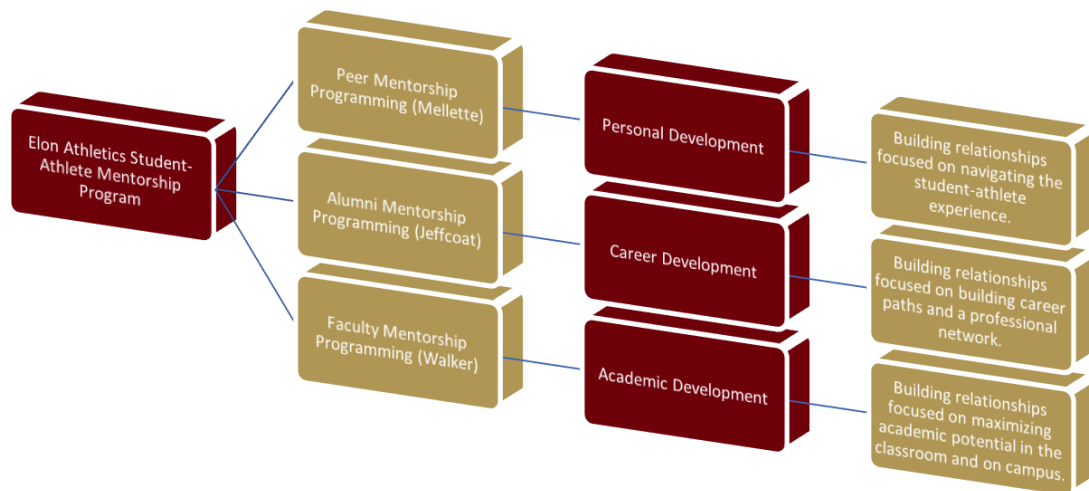 Elon Athletics Student-
Athlete Mentorship
Program
Peer Mentorship
Programming (Mellette)
Personal Development
Building relationships
focused on navigating the
student-athlete
experience.
Alumni Mentorship
Programming (Jeffcoat)
Career Development
Building relationships
focused on building career
paths and a professional
network.
Faculty Mentorship
Programming (Walker)
Academic Development
Building relationships
focused on maximizing
academic potential in the
classroom and on campus.